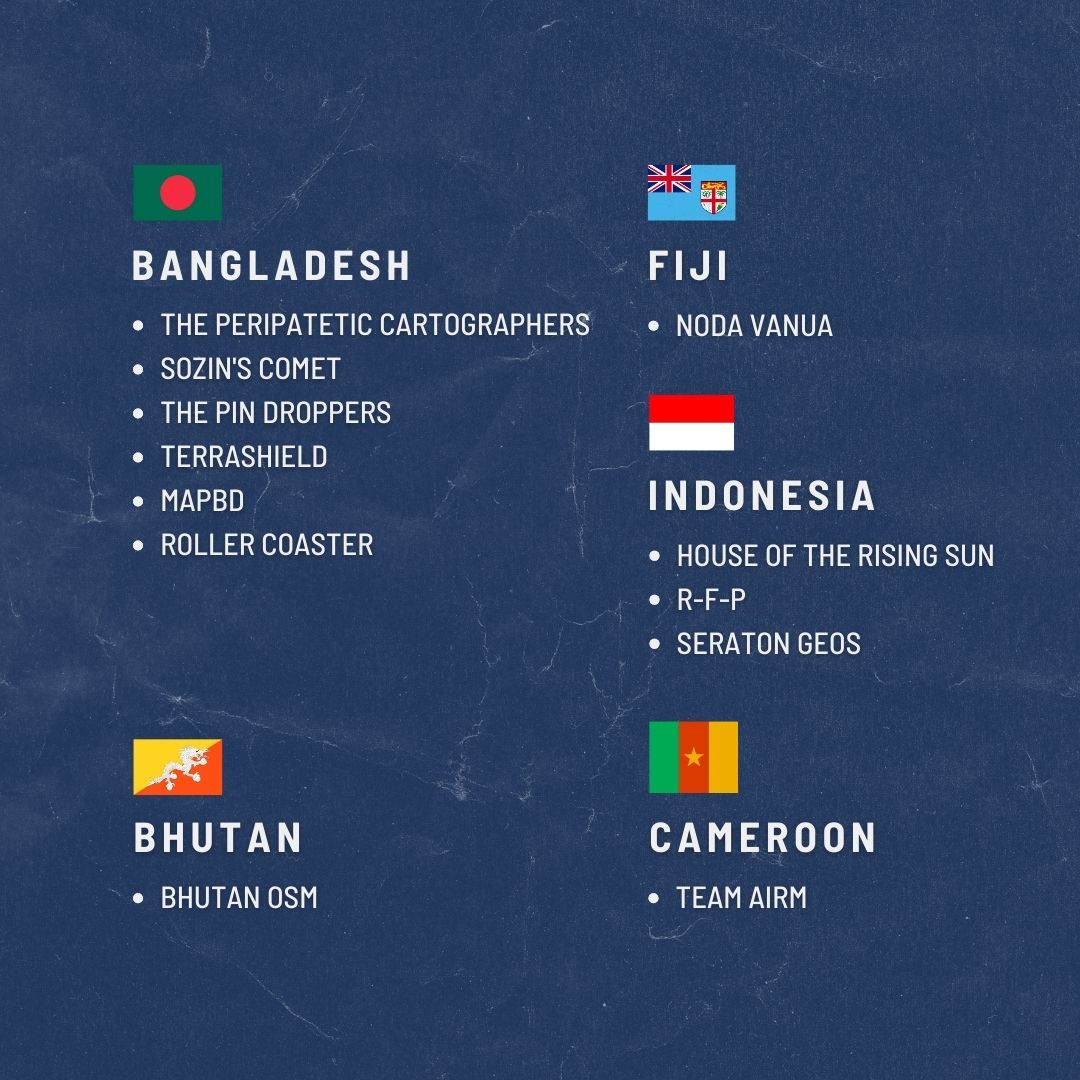 BANGLADESH
• THE PERIPATETIC CARTOGRAPHERS
• SOZIN'S COMET
• THE PIN DROPPERS
• TERRASHIELD
• MAPBD
• ROLLER COASTER
BHUTAN
• BHUTAN OSM
FIJI
• NODA VANUA
INDONESIA
• HOUSE OF THE RISING SUN
• R-F-P
• SERATON GEOS
CAMEROON
• TEAM AIRM